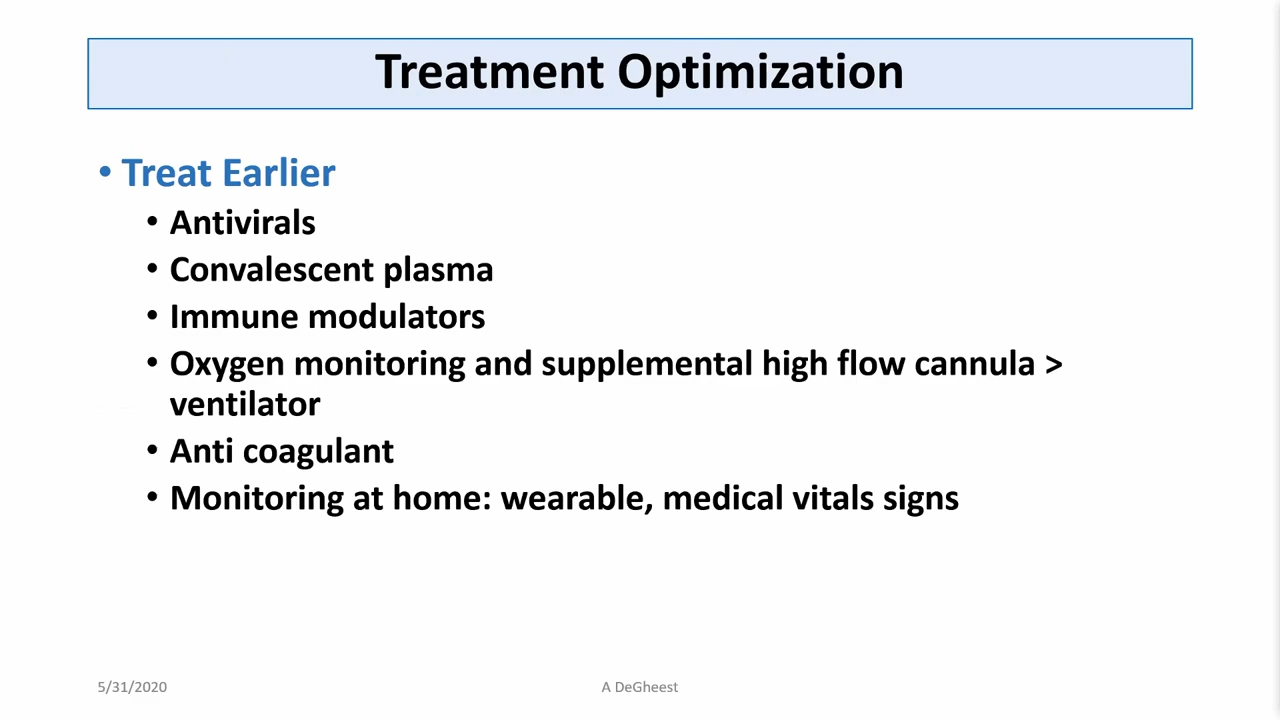 Treatment Optimization
• Treat Earlier
• Antivirals
• Convalescent plasma
• Immune modulators
• Oxygen monitoring and supplemental high flow cannula >
ventilator
• Anti coagulant
• Monitoring at home: wearable, medical vitals signs
5/31/2020
A DeGheest